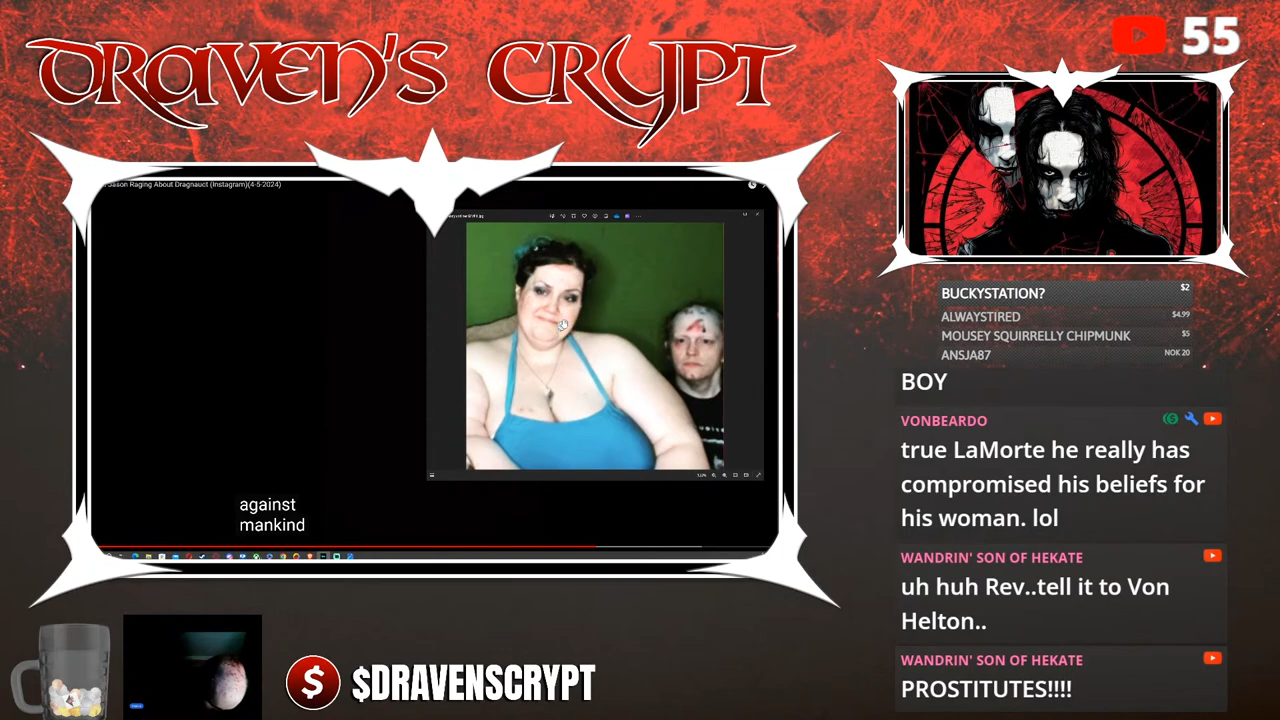 DRAVEN'S CRYPT
55
Jason Raging About Dragnauct (Instagram)(4-5-2024)
against
mankind
BUCKYSTATION? $2
ALWAYSTIRED $4.99
MOUSEY SQUIRRELLY CHIPMUNK $5
ANSJA87 NOK 20
BOY
VONBEARDO
true LaMorte he really has
compromised his beliefs for
his woman. lol
WANDRIN' SON OF HEKATE
uh huh Rev..tell it to Von
Helton..
WANDRIN' SON OF HEKATE
PROSTITUTES!!!!
$ $DRAVENSCRYPT